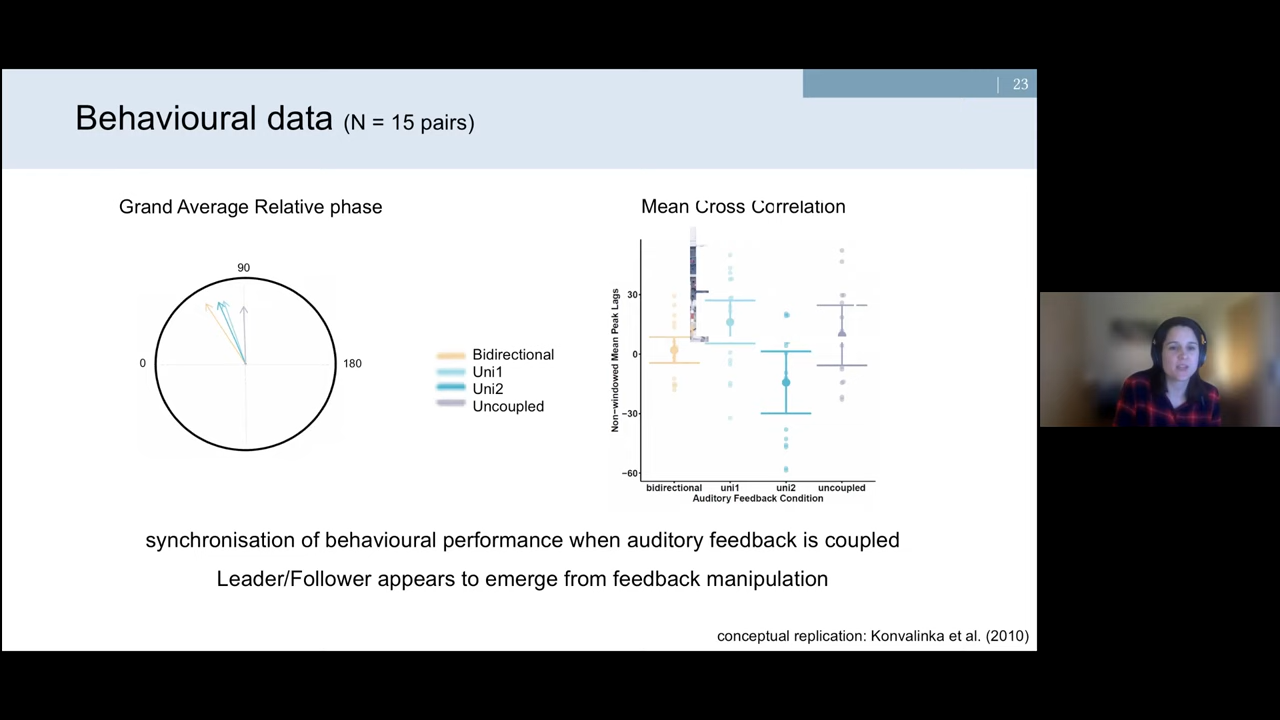 23
Behavioural data (N = 15 pairs)
Grand Average Relative phase
90
0
180
Bidirectional
Uni1
Uni2
Uncoupled
Mean Cross Correlation
Non-windowed Mean Peak Lags
30
0
−30
−60
bidirectional uni1 uni2 uncoupled
Auditory Feedback Condition
synchronisation of behavioural performance when auditory feedback is coupled
Leader/Follower appears to emerge from feedback manipulation
conceptual replication: Konvalinka et al. (2010)